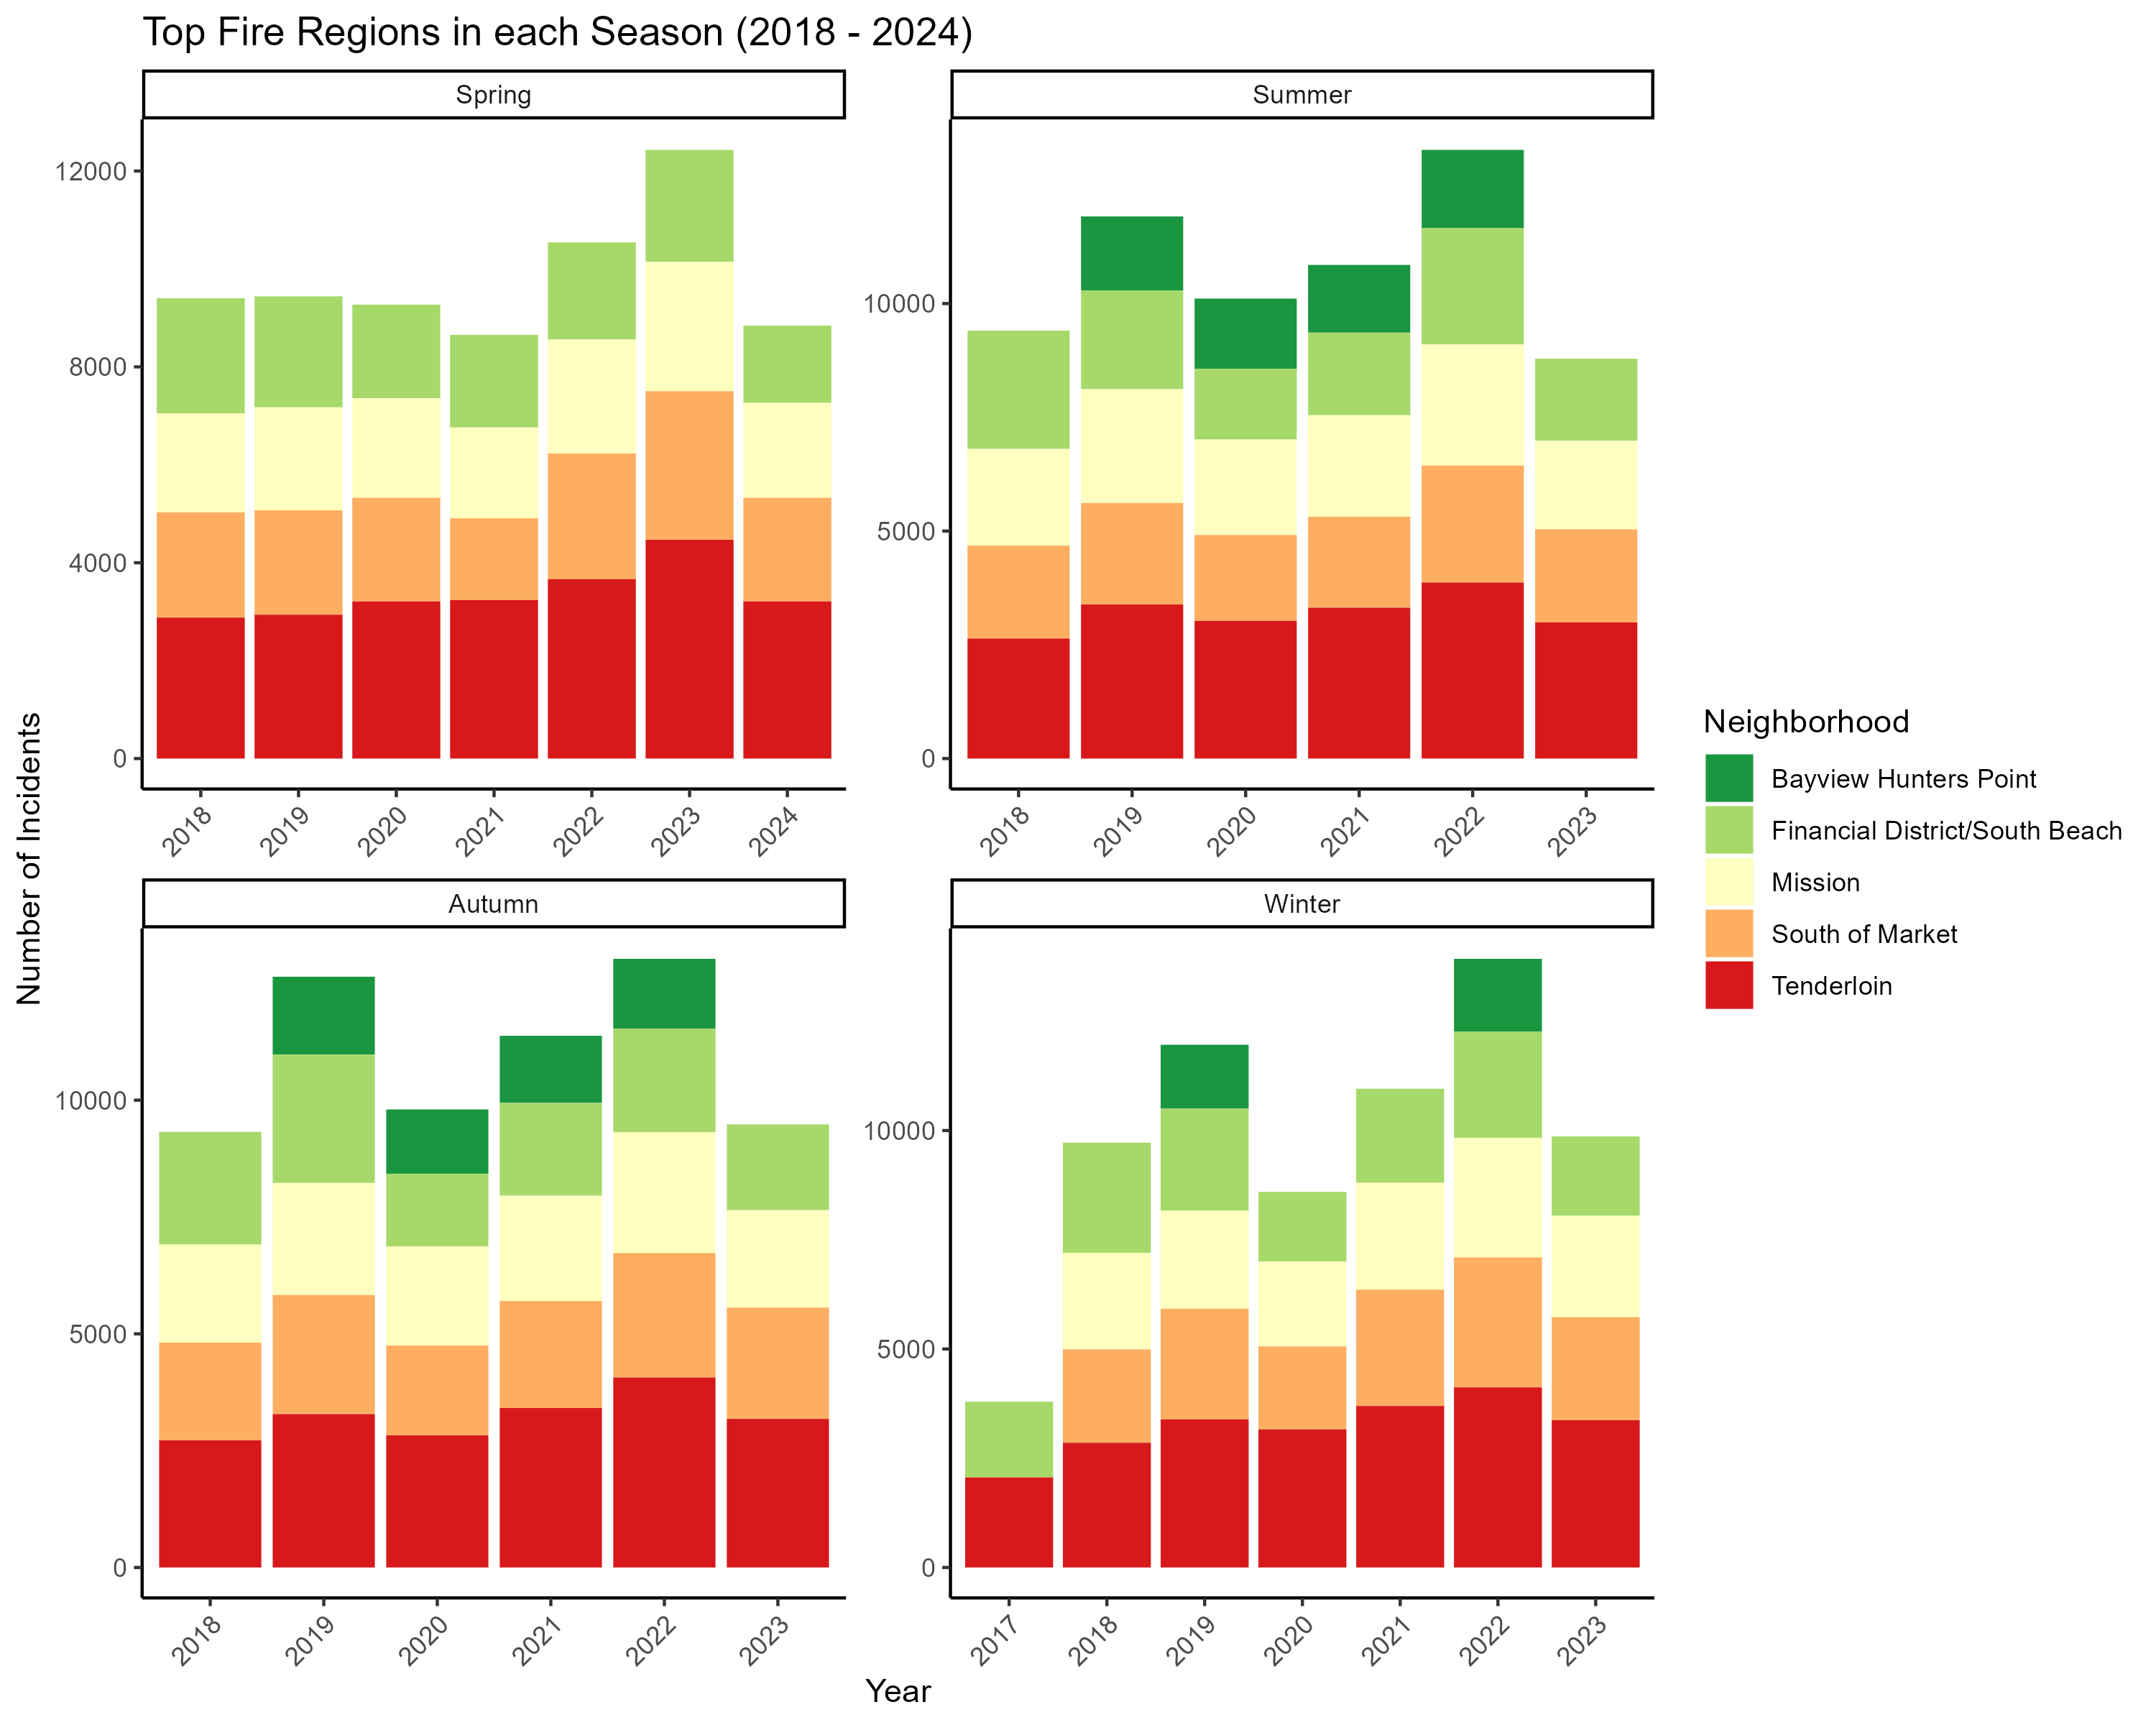 Top Fire Regions in each Season (2018 - 2024)
Spring
12000
8000
4000
0
2018 2019 2020 2021 2022 2023 2024
Summer
10000
5000
0
2018 2019 2020 2021 2022 2023
Autumn
10000
5000
0
2018 2019 2020 2021 2022 2023
Winter
10000
5000
0
2017 2018 2019 2020 2021 2022 2023
Number of Incidents
Year
Neighborhood
Bayview Hunters Point
Financial District/South Beach
Mission
South of Market
Tenderloin